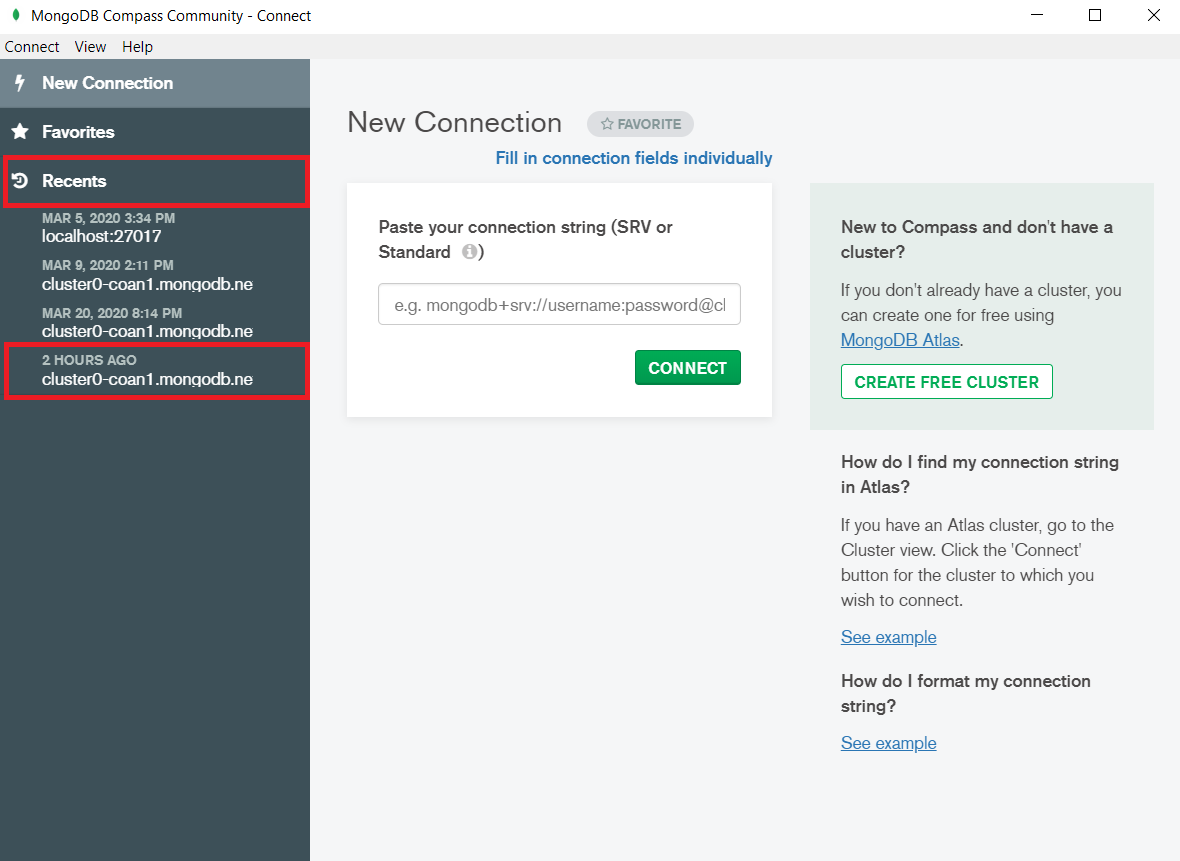 MongoDB Compass Community - Connect
Connect View Help
New Connection
Favorites
Recents
MAR 5, 2020 3:34 PM
localhost:27017
MAR 9, 2020 2:11 PM
cluster0-coan1.mongodb.ne
MAR 20, 2020 8:14 PM
cluster0-coan1.mongodb.ne
2 HOURS AGO
cluster0-coan1.mongodb.ne
New Connection
FAVORITE
Fill in connection fields individually
Paste your connection string (SRV or
Standard )
e.g. mongodb+srv://username:password@cl
CONNECT
New to Compass and don't have a
cluster?
If you don't already have a cluster, you
can create one for free using
MongoDB Atlas.
CREATE FREE CLUSTER
How do I find my connection string
in Atlas?
If you have an Atlas cluster, go to the
Cluster view. Click the 'Connect'
button for the cluster to which you
wish to connect.
See example
How do I format my connection
string?
See example